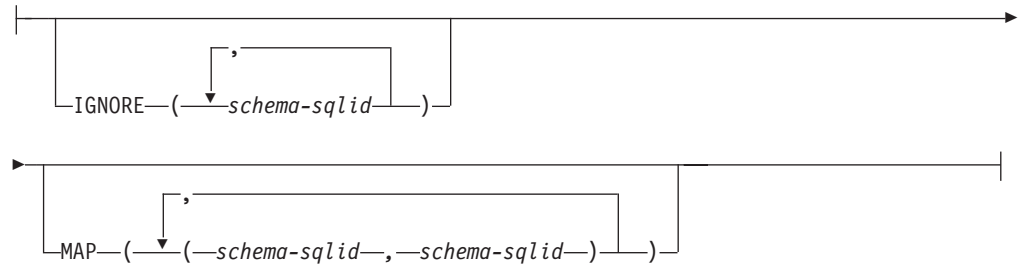 ,
IGNORE ( schema-sqlid )
,
MAP ( ( schema-sqlid , schema-sqlid ) )